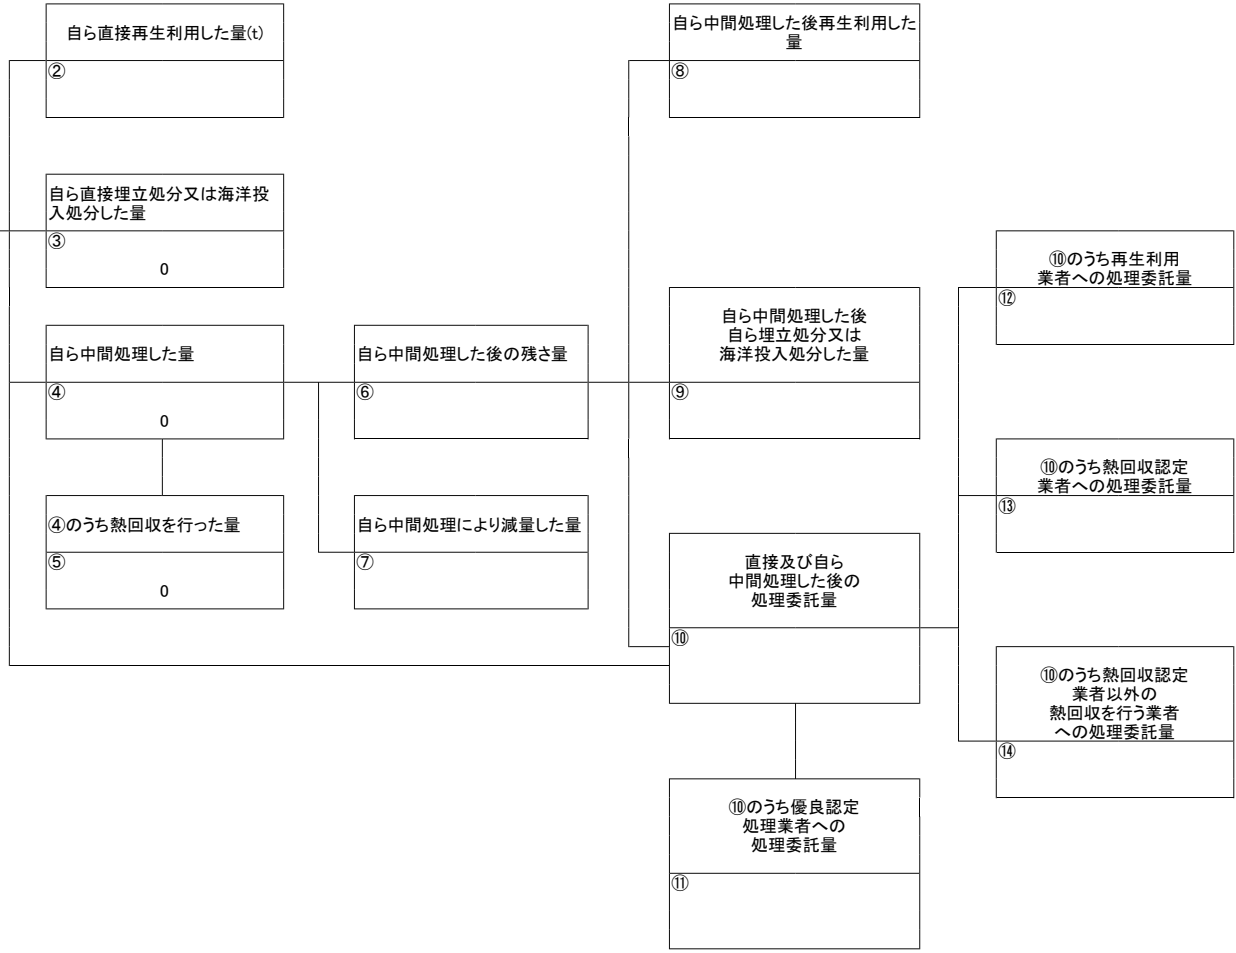 自ら直接再生利用した量(t)
②
自ら直接埋立処分又は海洋投
入処分した量
③
0
自ら中間処理した量
④
0
④のうち熱回収を行った量
⑤
0
自ら中間処理した後の残さ量
⑥
自ら中間処理により減量した量
⑦
自ら中間処理した後再生利用した
量
⑧
自ら中間処理した後
自ら埋立処分又は
海洋投入処分した量
⑨
直接及び自ら
中間処理した後の
処理委託量
⑩
⑩のうち優良認定
処理業者への
処理委託量
⑪
⑩のうち再生利用
業者への処理委託量
⑫
⑩のうち熱回収認定
業者への処理委託量
⑬
⑩のうち熱回収認定
業者以外の
熱回収を行う業者
への処理委託量
⑭